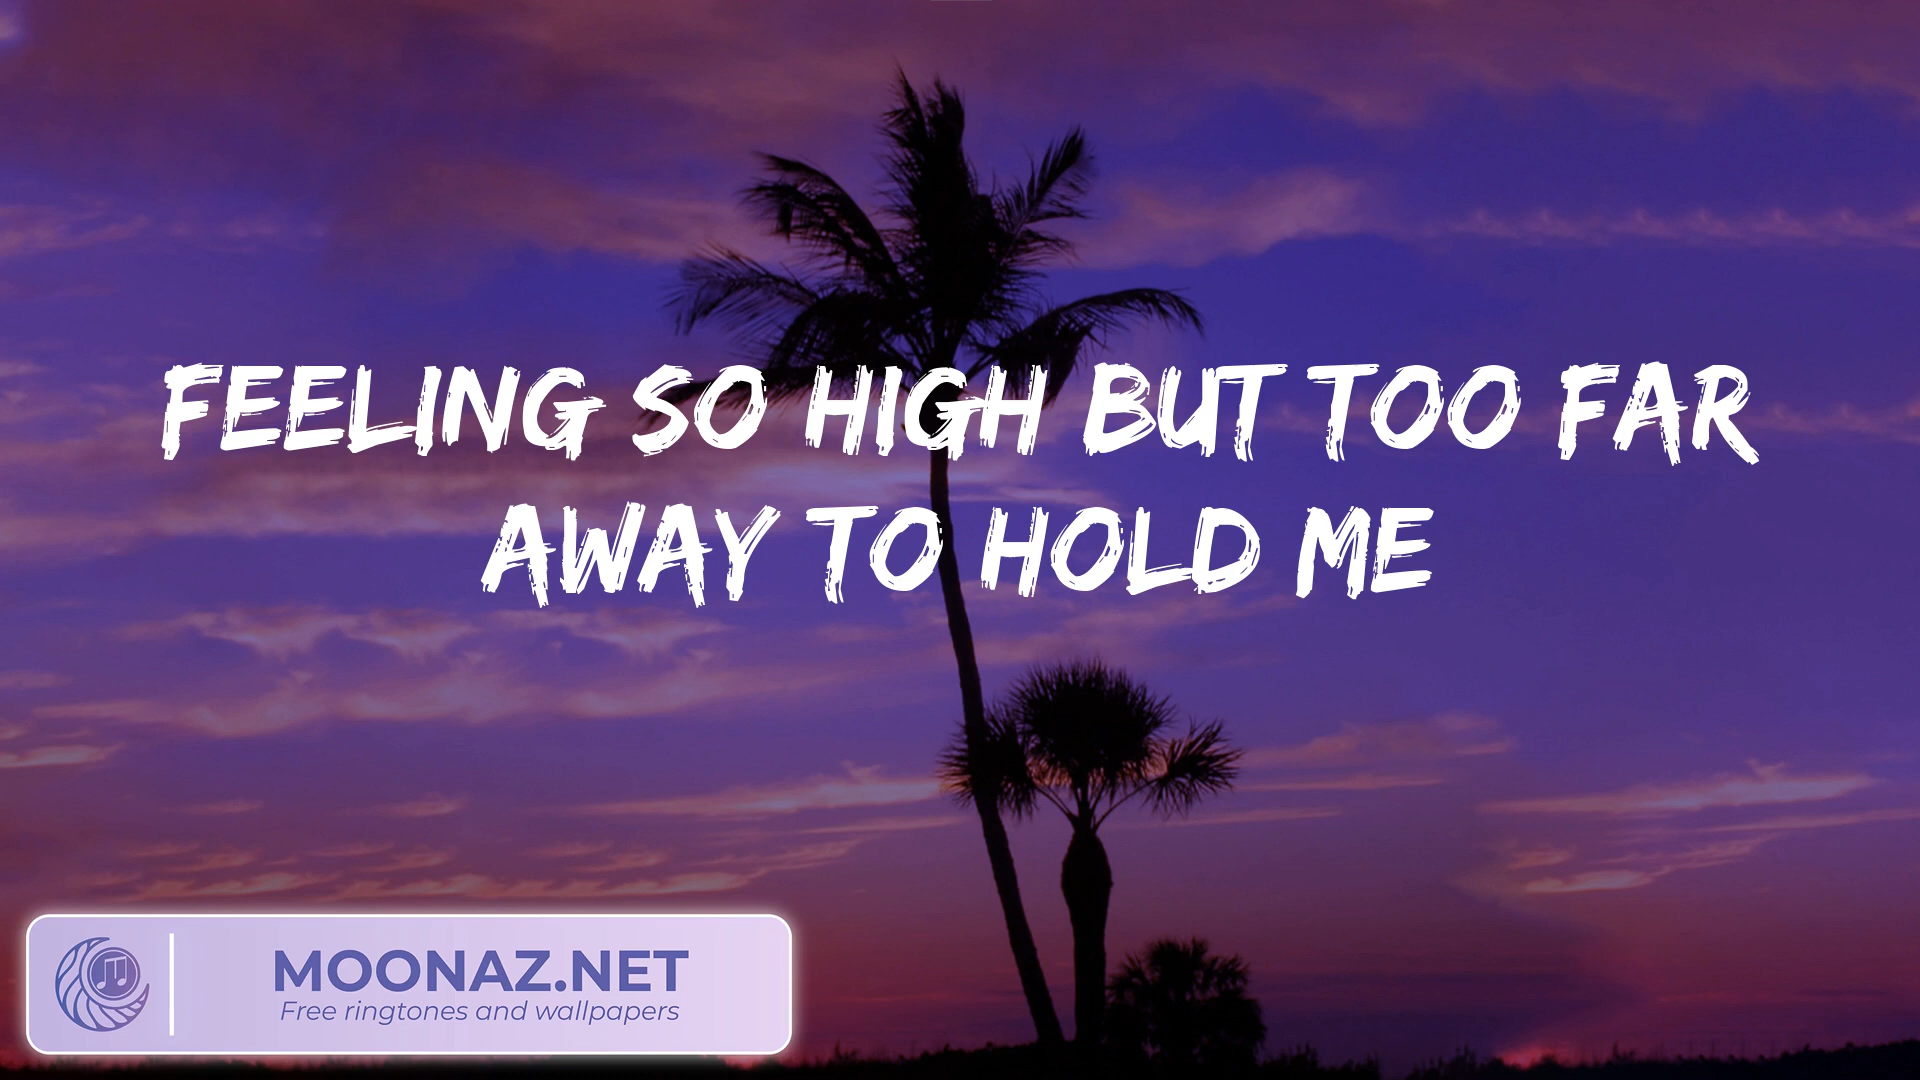 FEELING SO HIGH BUT TOO FAR
AWAY TO HOLD ME
MOONAZ.NET
Free ringtones and wallpapers